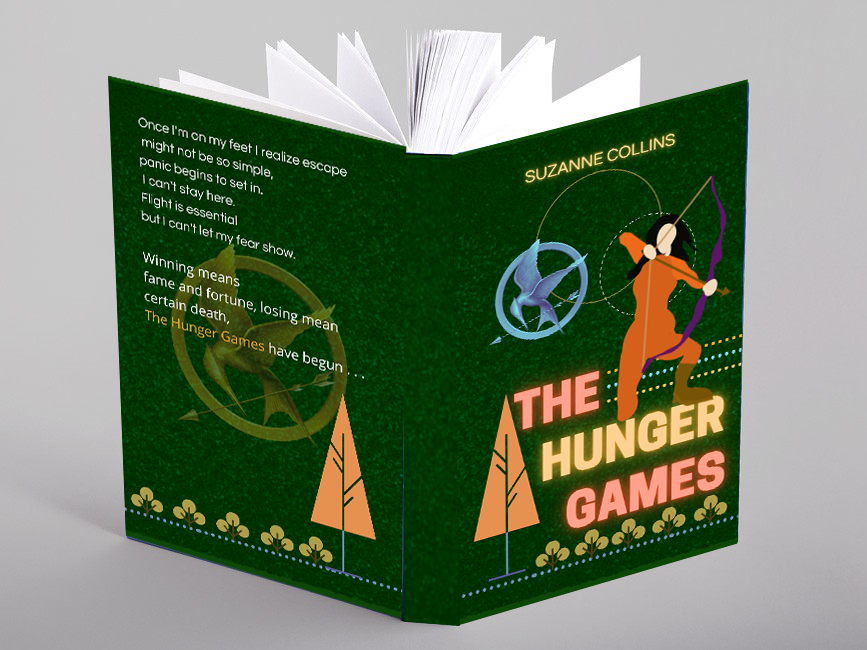 Once I'm on my feet I realize escape
might not be so simple,
panic begins to set in.
I can't stay here.
Flight is essential
but I can't let my fear show.
Winning means
fame and fortune, losing mean
certain death,
The Hunger Games have begun . . .
SUZANNE COLLINS
THE
HUNGER
GAMES